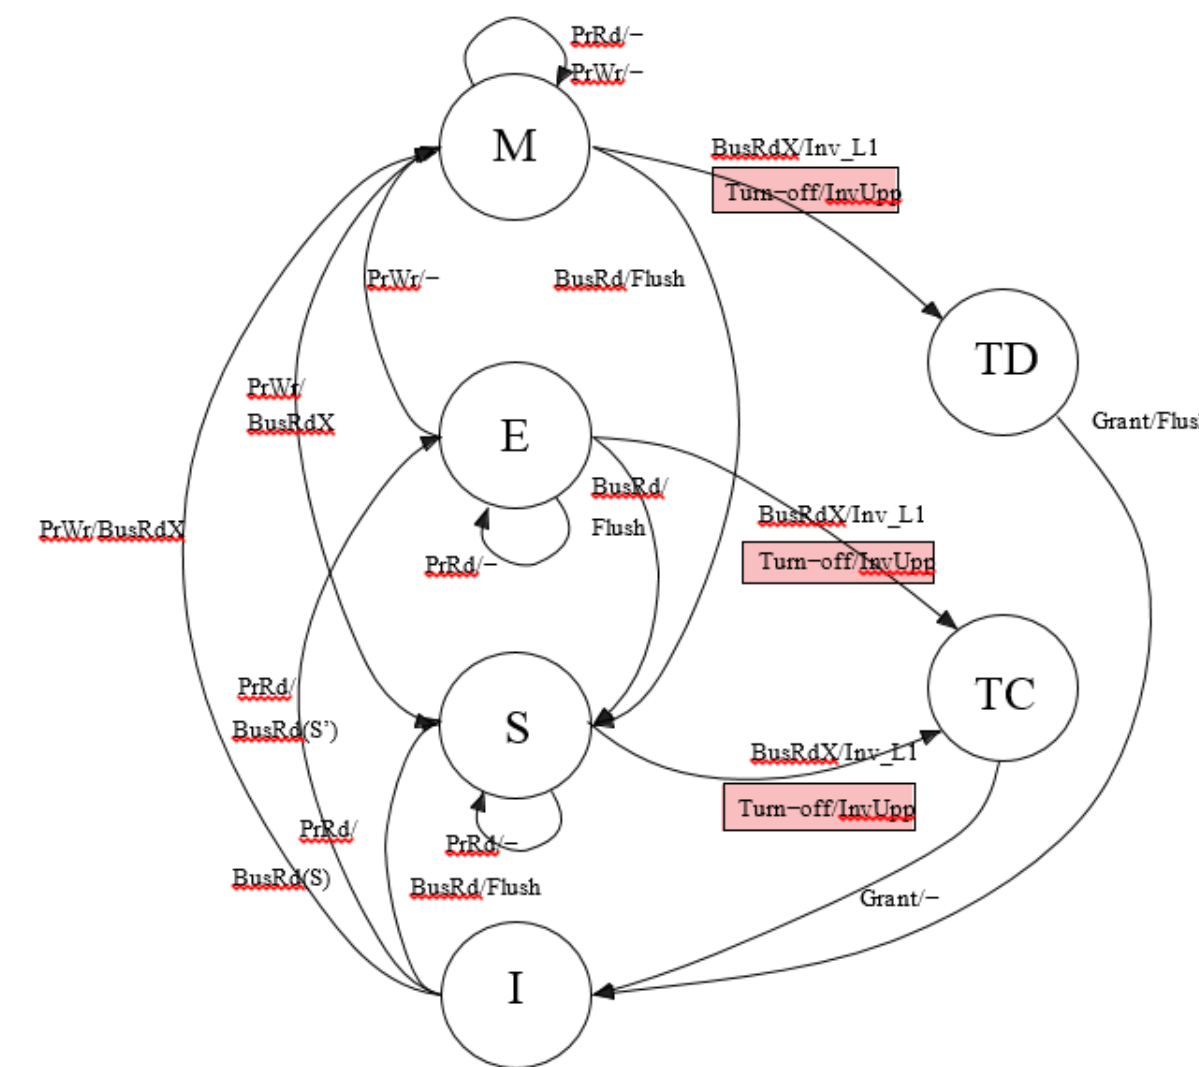 PrRd/−
PrWr/−
M
BusRdX/Inv_L1
Turn−off/InvUpp
PrWr/−
BusRd/Flush
TD
PrWr/
BusRdX
Grant/Flus
E
BusRd/
Flush
BusRdX/Inv_L1
PrWr/BusRdX
Turn−off/InvUpp
PrRd/−
PrRd/
BusRd(S’)
S
TC
BusRdX/Inv_L1
Turn−off/InvUpp
PrRd/
PrRd/−
BusRd(S)
BusRd/Flush
Grant/−
I